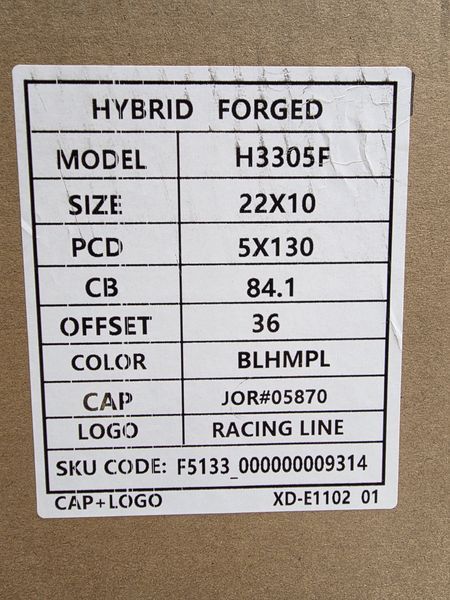 HYBRID FORGED
MODEL H3305F
SIZE 22X10
PCD 5X130
CB 84.1
OFFSET 36
COLOR BLHMPL
CAP JOR#05870
LOGO RACING LINE
SKU CODE: F5133_000000009314
CAP+LOGO XD-E1102 01